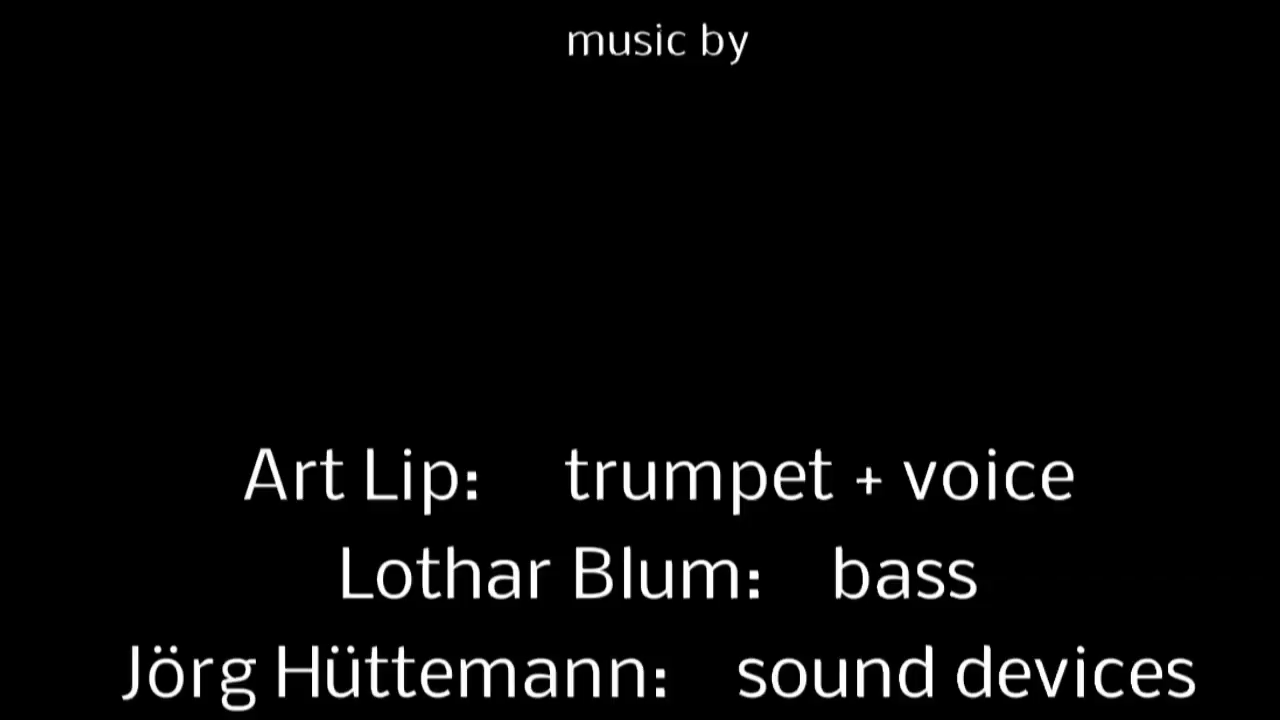 music by
Art Lip: trumpet + voice
Lothar Blum: bass
Jörg Hüttemann: sound devices